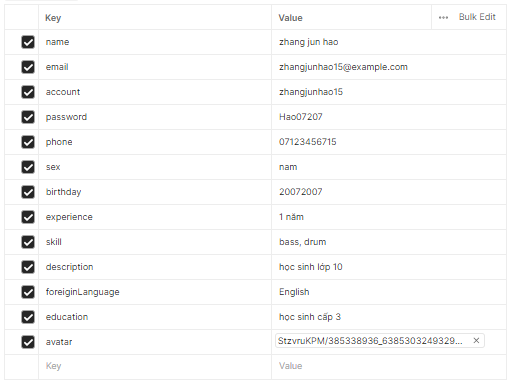 Key Value ••• Bulk Edit
name zhang jun hao
email zhangjunhao15@example.com
account zhangjunhao15
password Hao07207
phone 07123456715
sex nam
birthday 20072007
experience 1 năm
skill bass, drum
description học sinh lớp 10
foreiginLanguage English
education học sinh cấp 3
avatar StzvruKPM/385338936_6385303249329... ×
Key Value